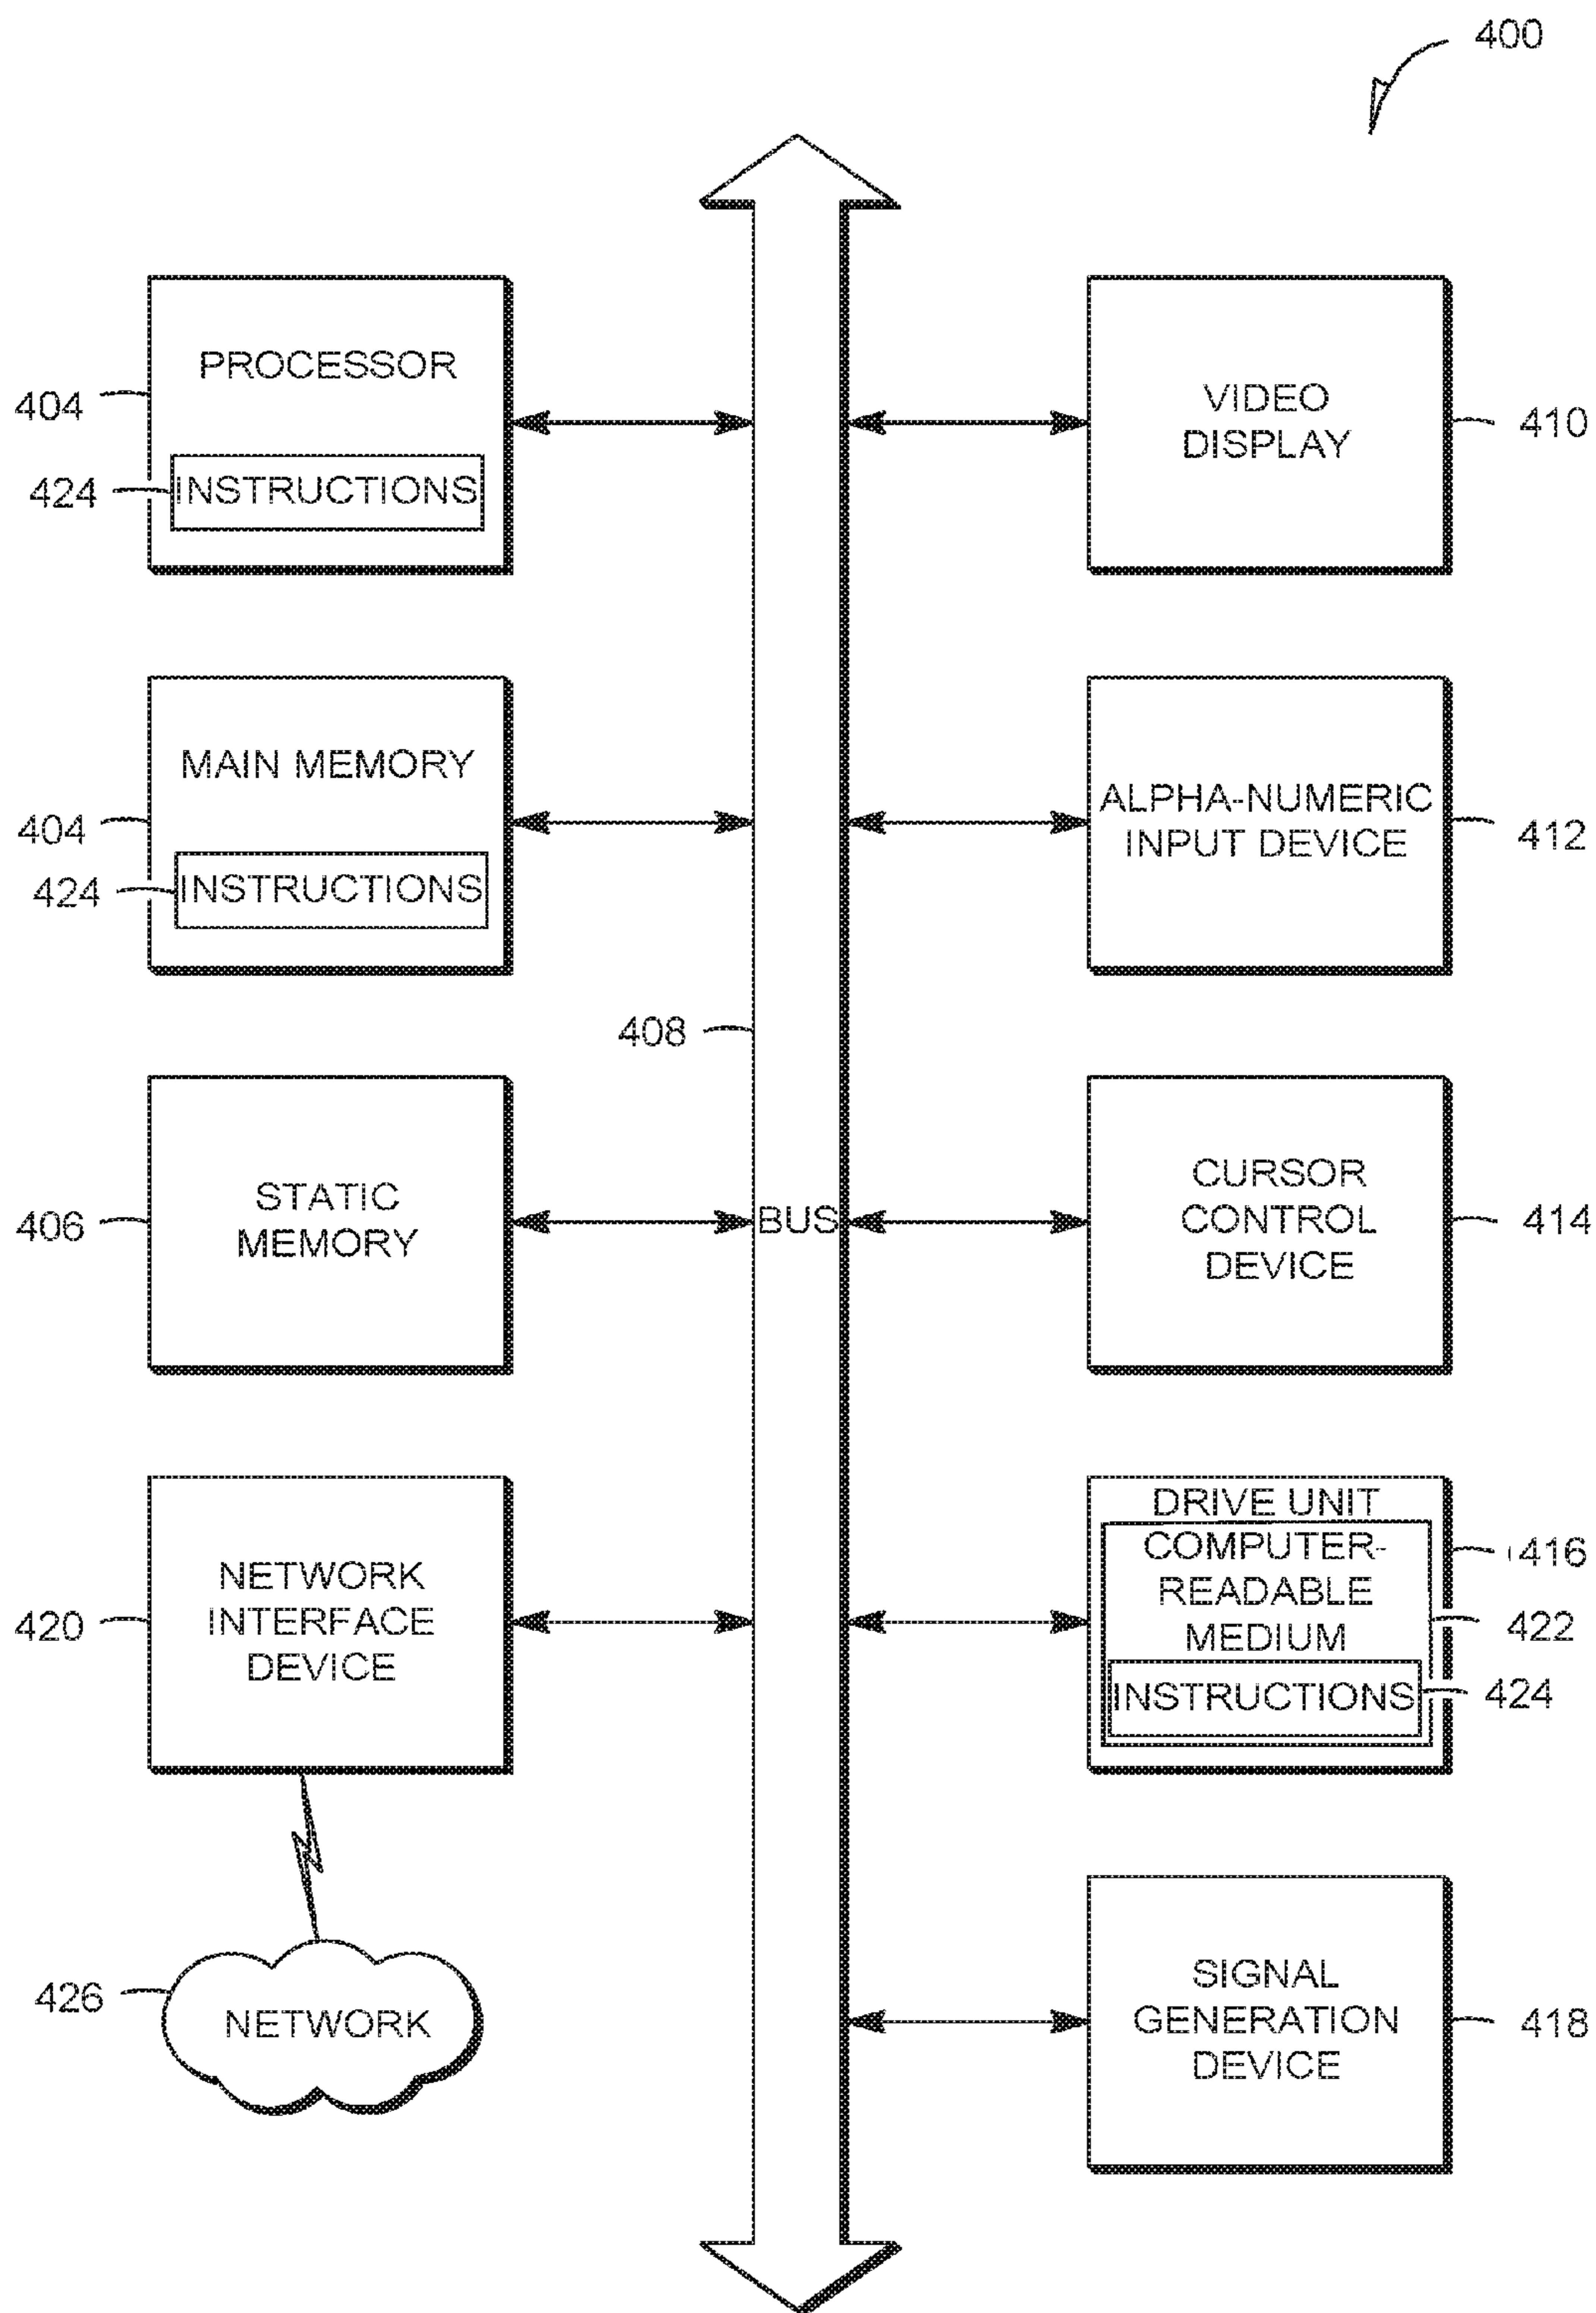 400
PROCESSOR
404
INSTRUCTIONS
424
VIDEO
DISPLAY
410
MAIN MEMORY
404
INSTRUCTIONS
424
ALPHA-NUMERIC
INPUT DEVICE
412
408
STATIC
MEMORY
406
BUS
CURSOR
CONTROL
DEVICE
414
NETWORK
INTERFACE
DEVICE
420
DRIVE UNIT
COMPUTER-
READABLE
MEDIUM
416
422
INSTRUCTIONS
424
426
NETWORK
SIGNAL
GENERATION
DEVICE
418